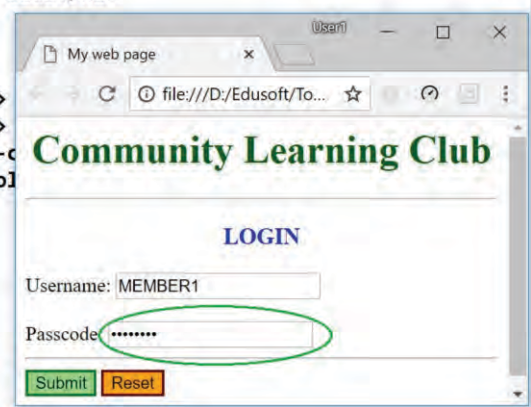 User1
My web page
file:///D:/Edusoft/To...
Community Learning Club
LOGIN
Username: MEMBER1
Passcode ••••••••
Submit Reset